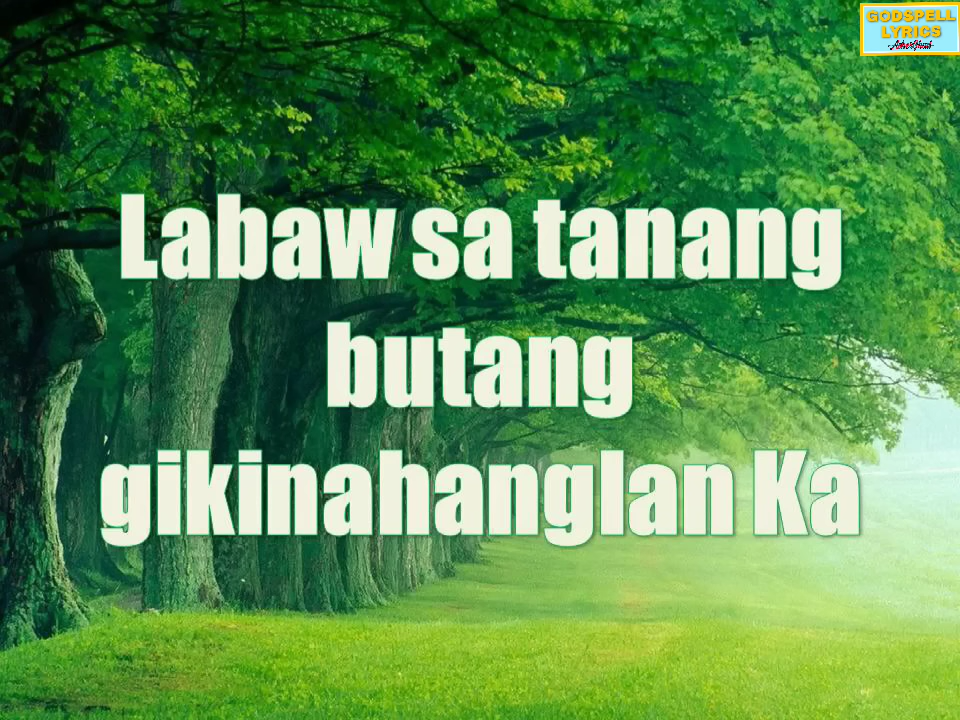 GODSPELL
LYRICS
Labaw sa tanang
butang
gikinahanglan Ka